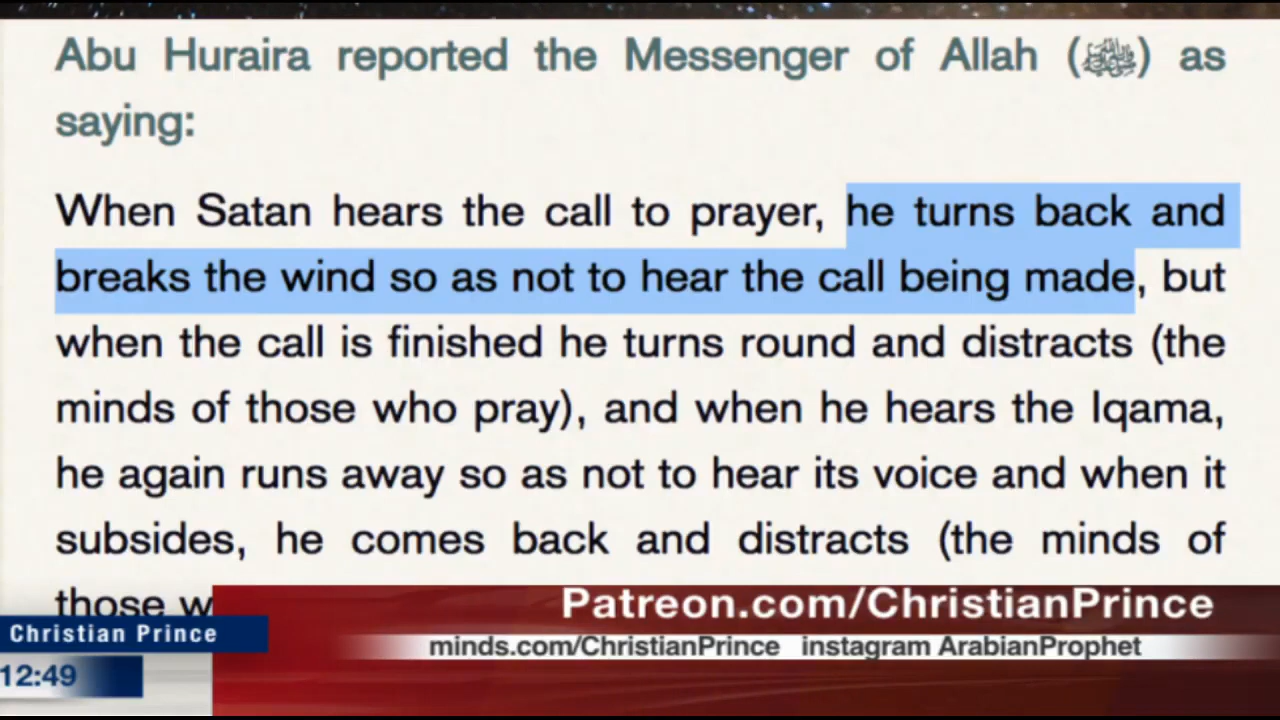 Abu Huraira reported the Messenger of Allah (ﷺ) as
saying:
When Satan hears the call to prayer, he turns back and
breaks the wind so as not to hear the call being made, but
when the call is finished he turns round and distracts (the
minds of those who pray), and when he hears the Iqama,
he again runs away so as not to hear its voice and when it
subsides, he comes back and distracts (the minds of
those w
Patreon.com/ChristianPrince
Christian Prince
minds.com/ChristianPrince instagram ArabianProphet
12:49